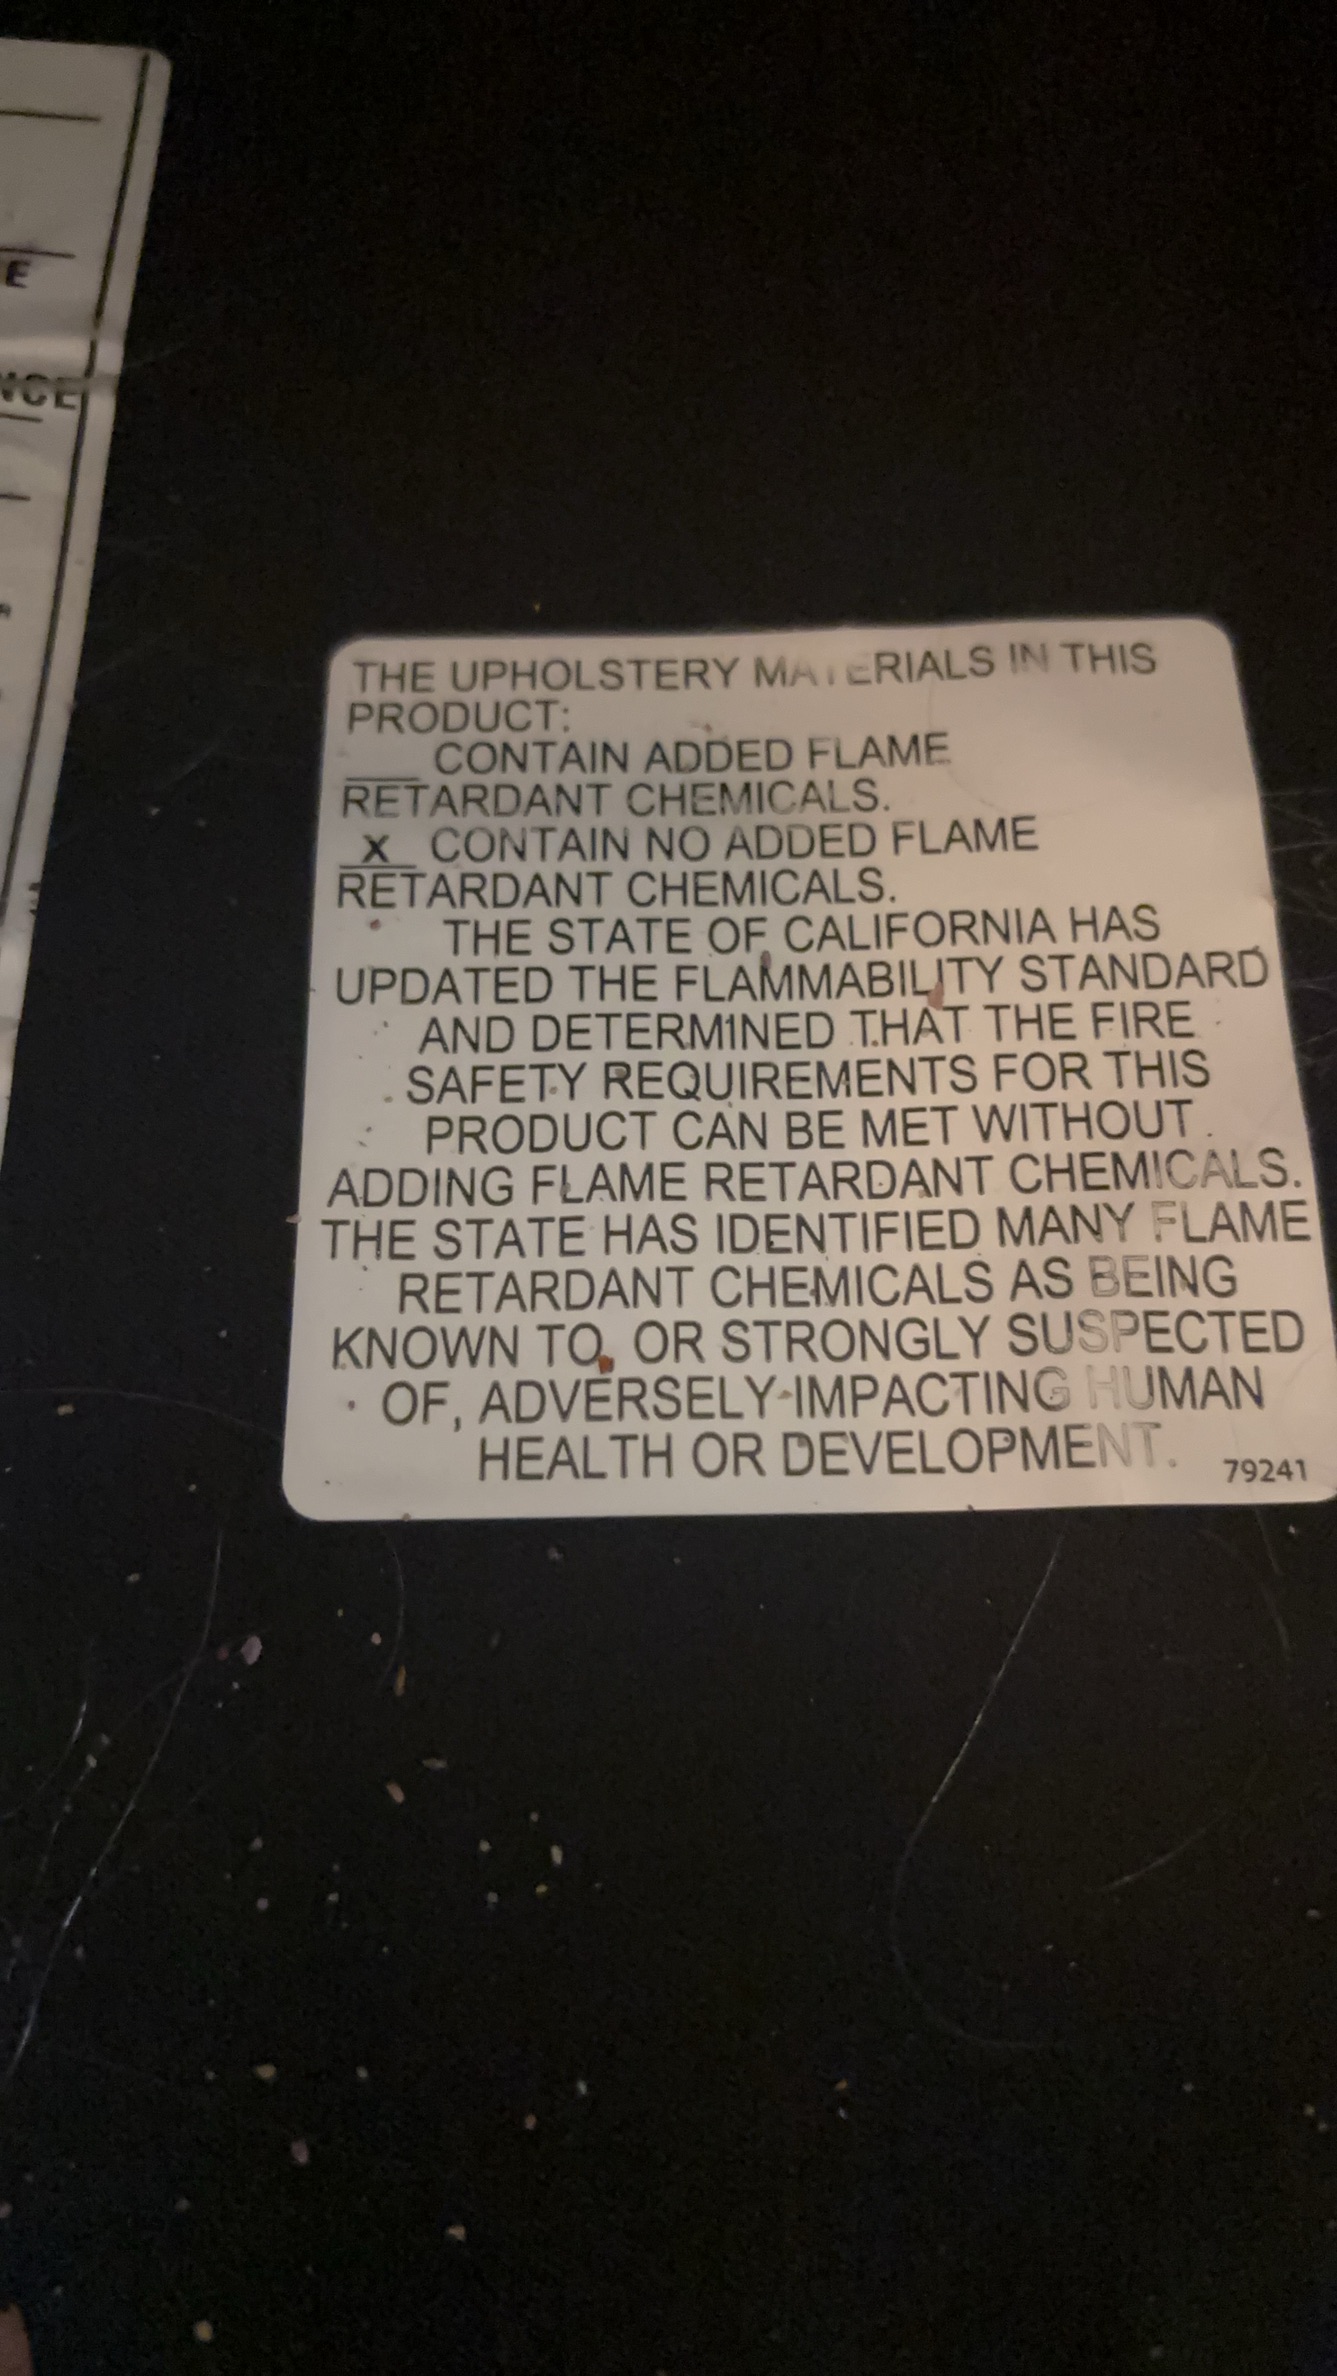 E
NCE
THE UPHOLSTERY MATERIALS IN THIS
PRODUCT:
___ CONTAIN ADDED FLAME
RETARDANT CHEMICALS.
_X_ CONTAIN NO ADDED FLAME
RETARDANT CHEMICALS.
THE STATE OF CALIFORNIA HAS
UPDATED THE FLAMMABILITY STANDARD
AND DETERM1NED THAT THE FIRE
SAFETY REQUIREMENTS FOR THIS
PRODUCT CAN BE MET WITHOUT
ADDING FLAME RETARDANT CHEMICALS.
THE STATE HAS IDENTIFIED MANY FLAME
RETARDANT CHEMICALS AS BEING
KNOWN TO, OR STRONGLY SUSPECTED
OF, ADVERSELY IMPACTING HUMAN
HEALTH OR DEVELOPMENT.
79241